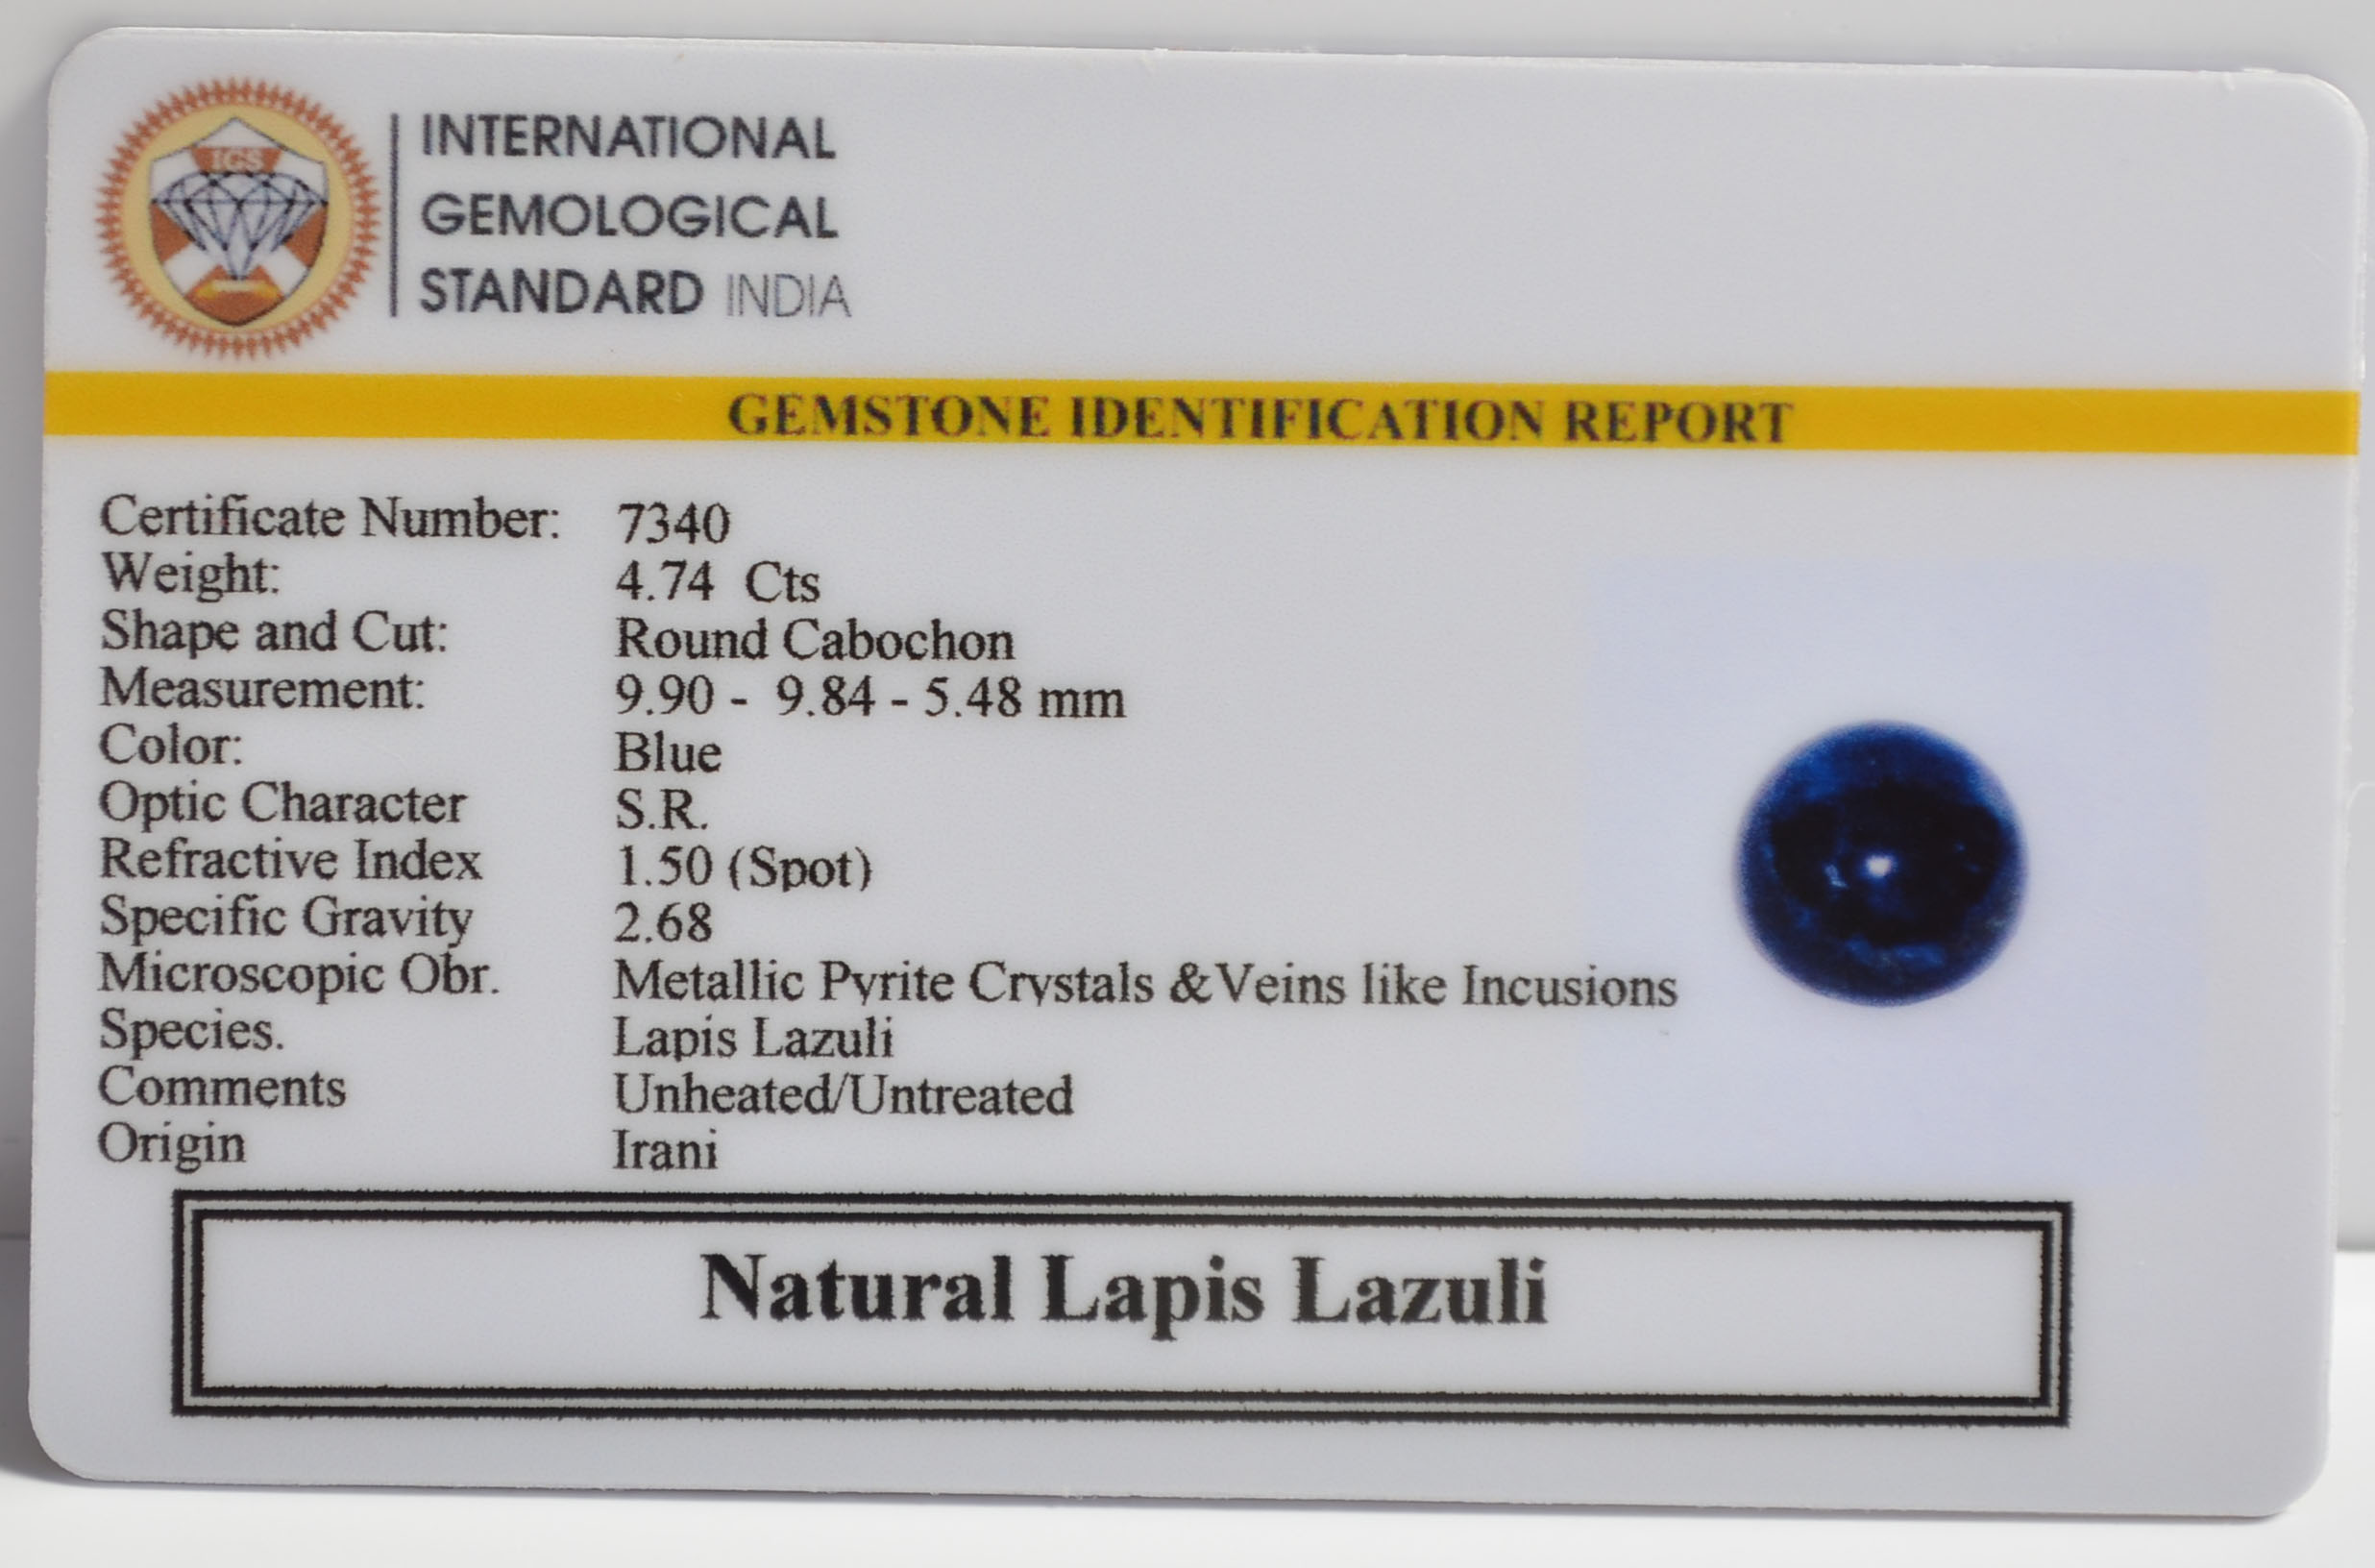 IGS
INTERNATIONAL
GEMOLOGICAL
STANDARD INDIA
GEMSTONE IDENTIFICATION REPORT
Certificate Number: 7340
Weight: 4.74 Cts
Shape and Cut: Round Cabochon
Measurement: 9.90 - 9.84 - 5.48 mm
Color: Blue
Optic Character S.R.
Refractive Index 1.50 (Spot)
Specific Gravity 2.68
Microscopic Obr. Metallic Pyrite Crystals &Veins like Incusions
Species. Lapis Lazuli
Comments Unheated/Untreated
Origin Irani
Natural Lapis Lazuli